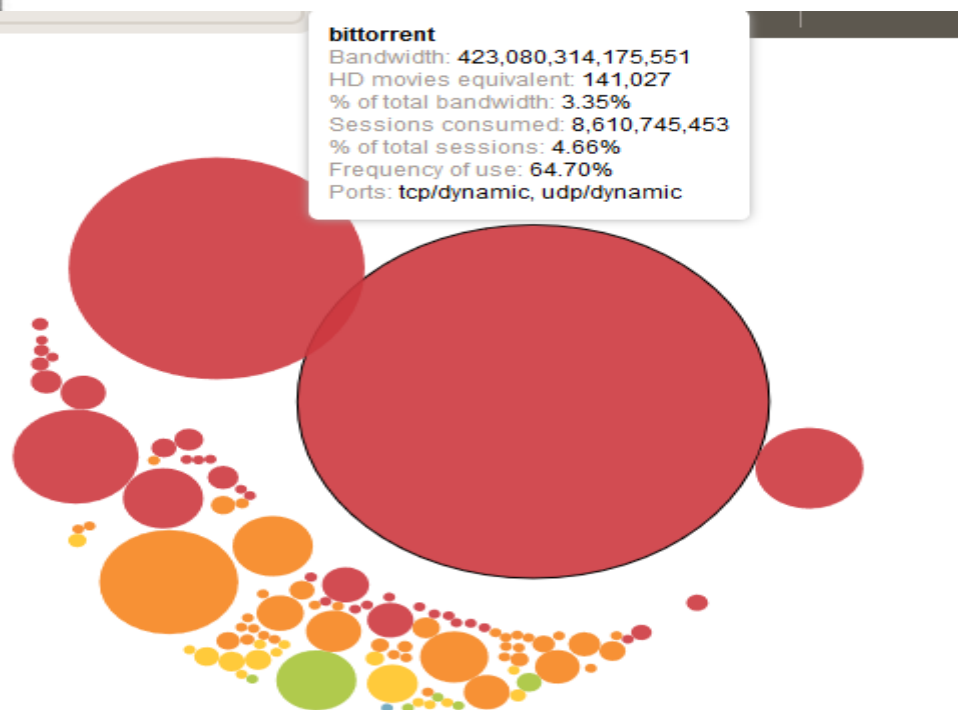 bittorrent
Bandwidth: 423,080,314,175,551
HD movies equivalent: 141,027
% of total bandwidth: 3.35%
Sessions consumed: 8,610,745,453
% of total sessions: 4.66%
Frequency of use: 64.70%
Ports: tcp/dynamic, udp/dynamic